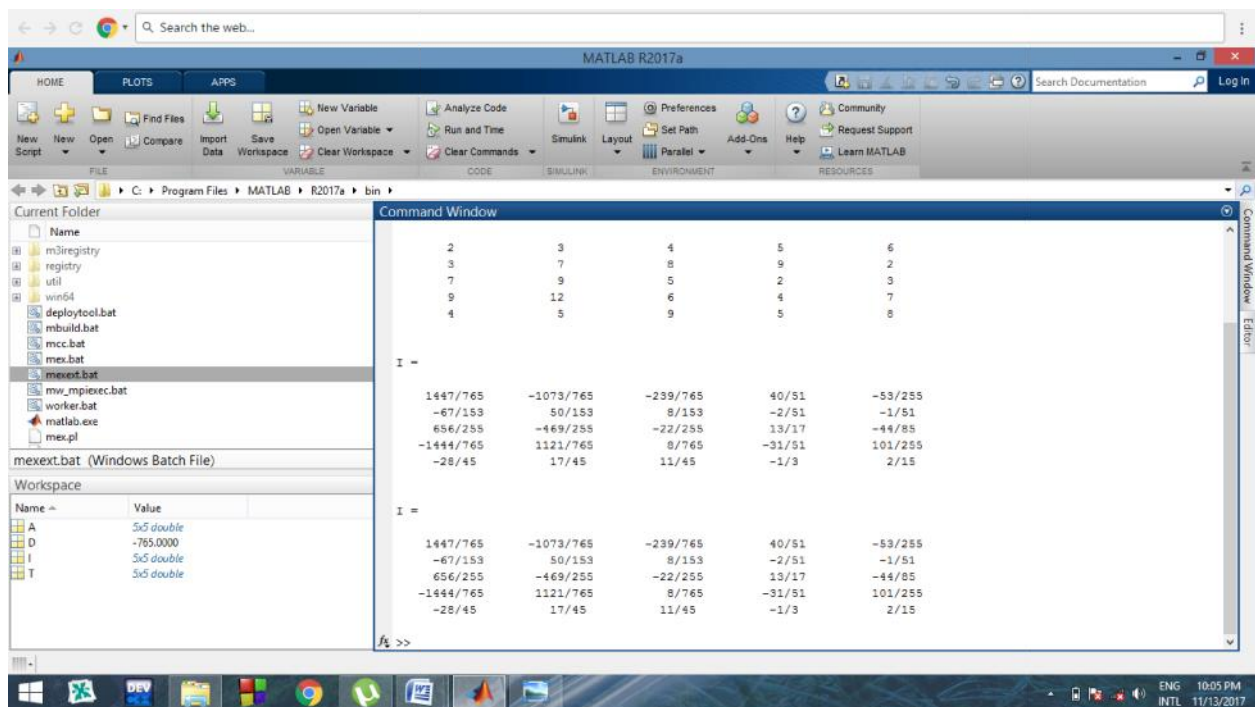 Search the web...
MATLAB R2017a
HOME PLOTS APPS Search Documentation Log In
New Script New Open Find Files Compare Import Data Save Workspace New Variable Open Variable Clear Workspace Analyze Code Run and Time Clear Commands Simulink Layout Preferences Set Path Parallel Add-Ons Help Community Request Support Learn MATLAB
FILE VARIABLE CODE SIMULINK ENVIRONMENT RESOURCES
C: Program Files MATLAB R2017a bin
Current Folder
Name
m3iregistry
registry
util
win64
deploytool.bat
mbuild.bat
mcc.bat
mex.bat
mexext.bat
mw_mpiexec.bat
worker.bat
matlab.exe
mex.pl
mexext.bat (Windows Batch File)
Workspace
Name Value
A 5x5 double
D -765.0000
I 5x5 double
T 5x5 double
Command Window
2 3 4 5 6
3 7 8 9 2
7 9 5 2 3
9 12 6 4 7
4 5 9 5 8
I =
1447/765 -1073/765 -239/765 40/51 -53/255
-67/153 50/153 8/153 -2/51 -1/51
656/255 -469/255 -22/255 13/17 -44/85
-1444/765 1121/765 8/765 -31/51 101/255
-28/45 17/45 11/45 -1/3 2/15
I =
1447/765 -1073/765 -239/765 40/51 -53/255
-67/153 50/153 8/153 -2/51 -1/51
656/255 -469/255 -22/255 13/17 -44/85
-1444/765 1121/765 8/765 -31/51 101/255
-28/45 17/45 11/45 -1/3 2/15
fx >>
Command Window
Editor
DEV
ENG 10:05 PM
INTL 11/13/2017